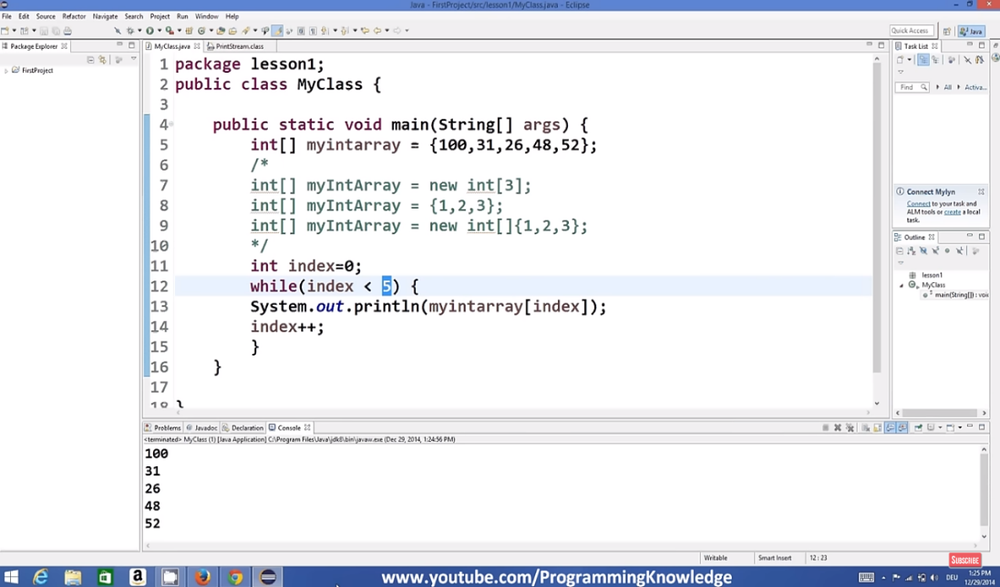 Java - FirstProject/src/lesson1/MyClass.java - Eclipse
File Edit Source Refactor Navigate Search Project Run Window Help
Quick Access
Java
Package Explorer
MyClass.java
PrintStream.class
Task List
FirstProject
Find
All
Activa...
1 package lesson1;
2 public class MyClass {
3
4 public static void main(String[] args) {
5 int[] myintarray = {100,31,26,48,52};
6 /*
7 int[] myIntArray = new int[3];
8 int[] myIntArray = {1,2,3};
9 int[] myIntArray = new int[]{1,2,3};
10 */
11 int index=0;
12 while(index < 5) {
13 System.out.println(myintarray[index]);
14 index++;
15 }
16 }
17
18 }
Connect Mylyn
Connect to your task and
ALM tools or create a local
task.
Outline
lesson1
MyClass
main(String[]) : voi
Problems @ Javadoc Declaration Console
<terminated> MyClass (1) [Java Application] C:\Program Files\Java\jdk8\bin\javaw.exe (Dec 29, 2014, 1:24:56 PM)
100
31
26
48
52
Writable
Smart Insert
12 : 23
SUBSCRIBE
www.youtube.com/ProgrammingKnowledge
DEU
1:25 PM
12/29/2014